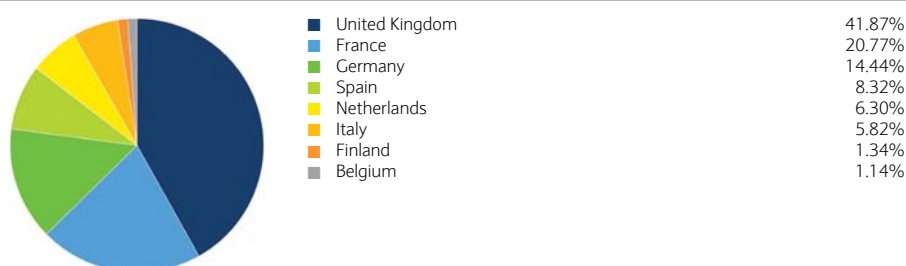 United Kingdom 41.87%
France 20.77%
Germany 14.44%
Spain 8.32%
Netherlands 6.30%
Italy 5.82%
Finland 1.34%
Belgium 1.14%